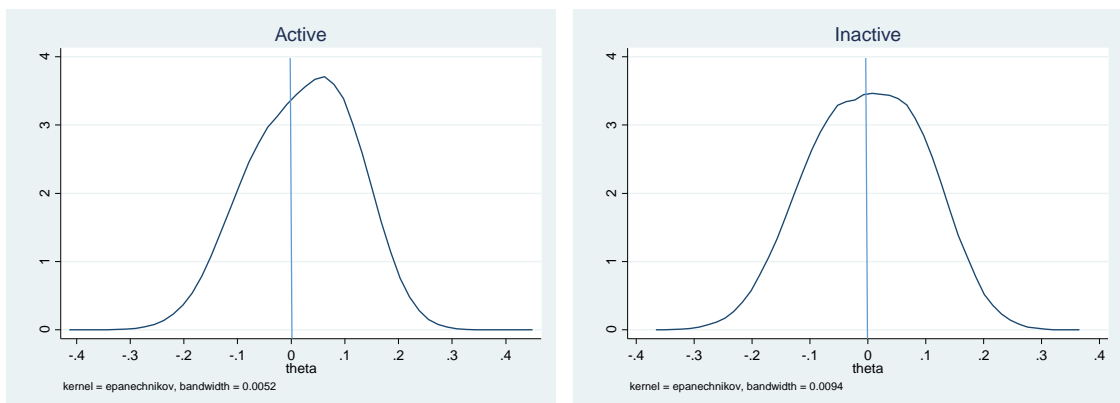 Active
4
3
2
1
0
-.4 -.3 -.2 -.1 0 .1 .2 .3 .4
theta
kernel = epanechnikov, bandwidth = 0.0052
Inactive
4
3
2
1
0
-.4 -.3 -.2 -.1 0 .1 .2 .3 .4
theta
kernel = epanechnikov, bandwidth = 0.0094